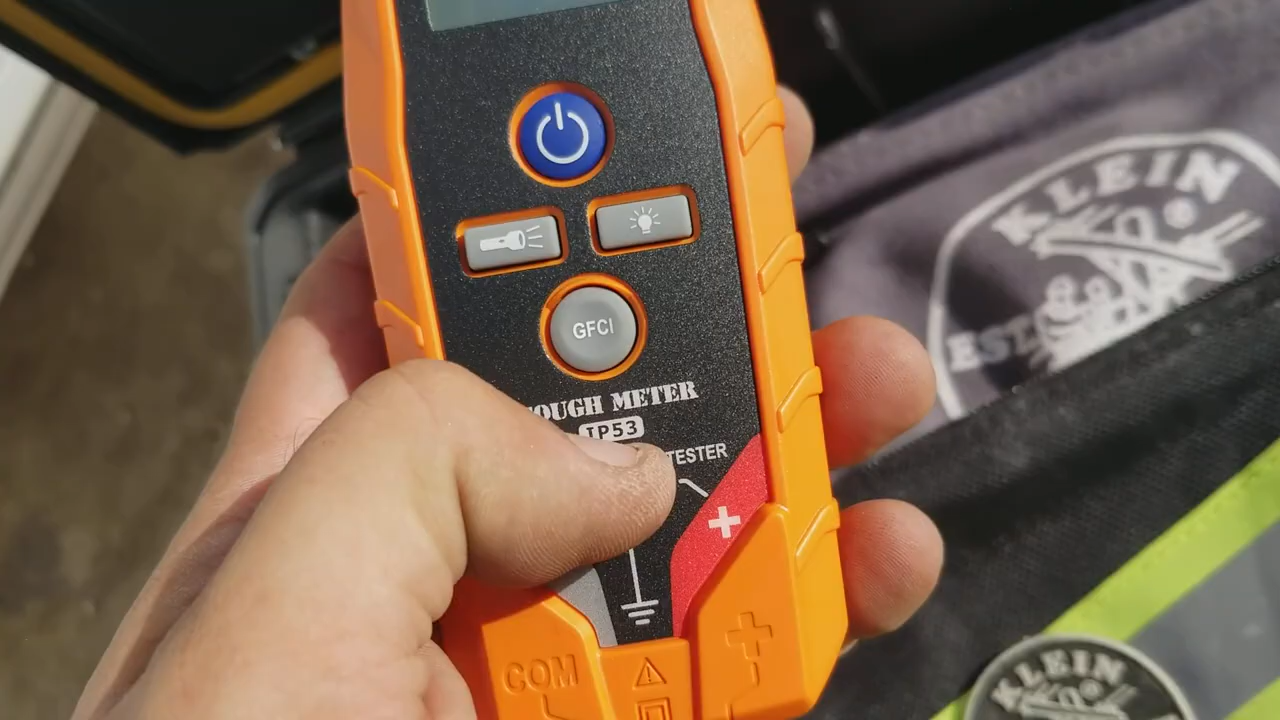 GFCI
OUGH METER
IP53
TESTER
+
COM
+
KLEIN
EST.
KLEIN